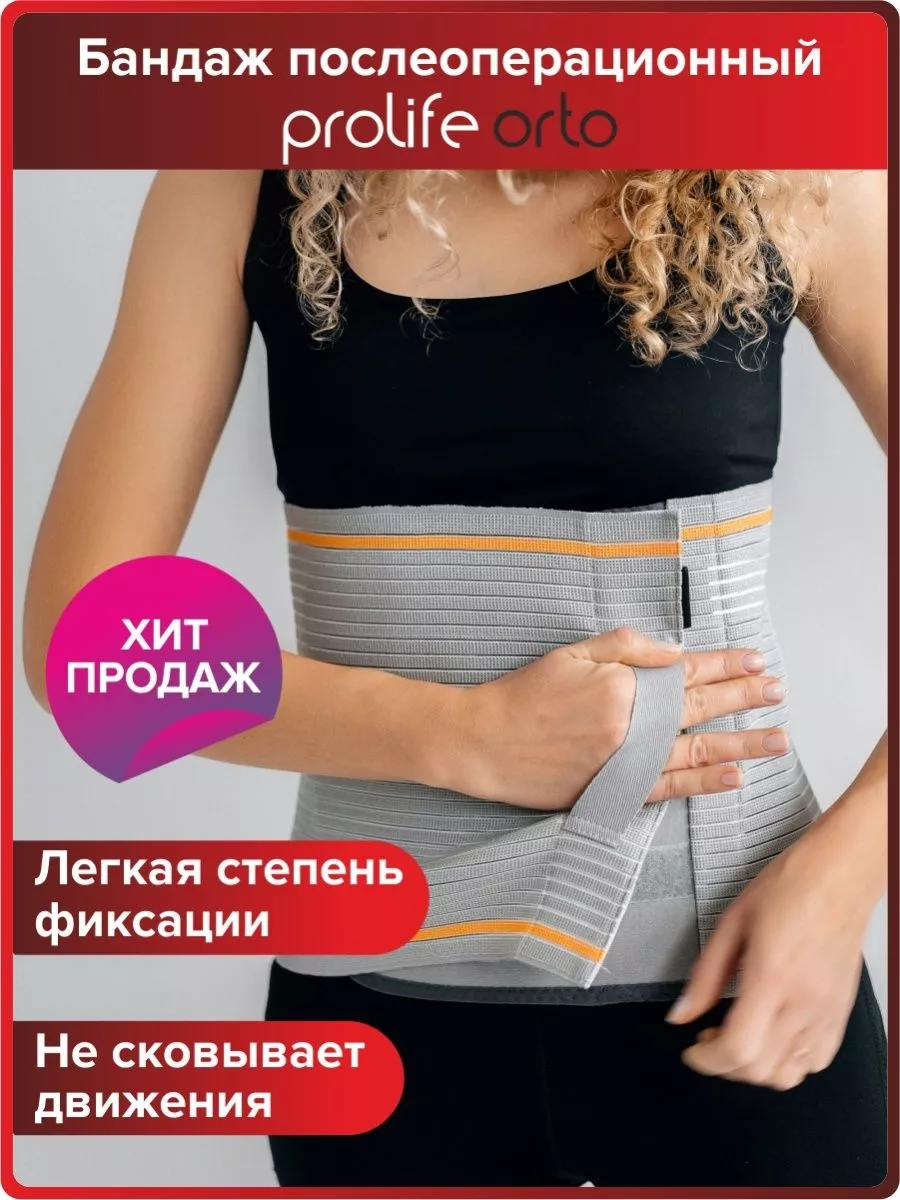 Бандаж послеоперационный
prolife orto
ХИТ
ПРОДАЖ
Легкая степень
фиксации
Не сковывает
движения